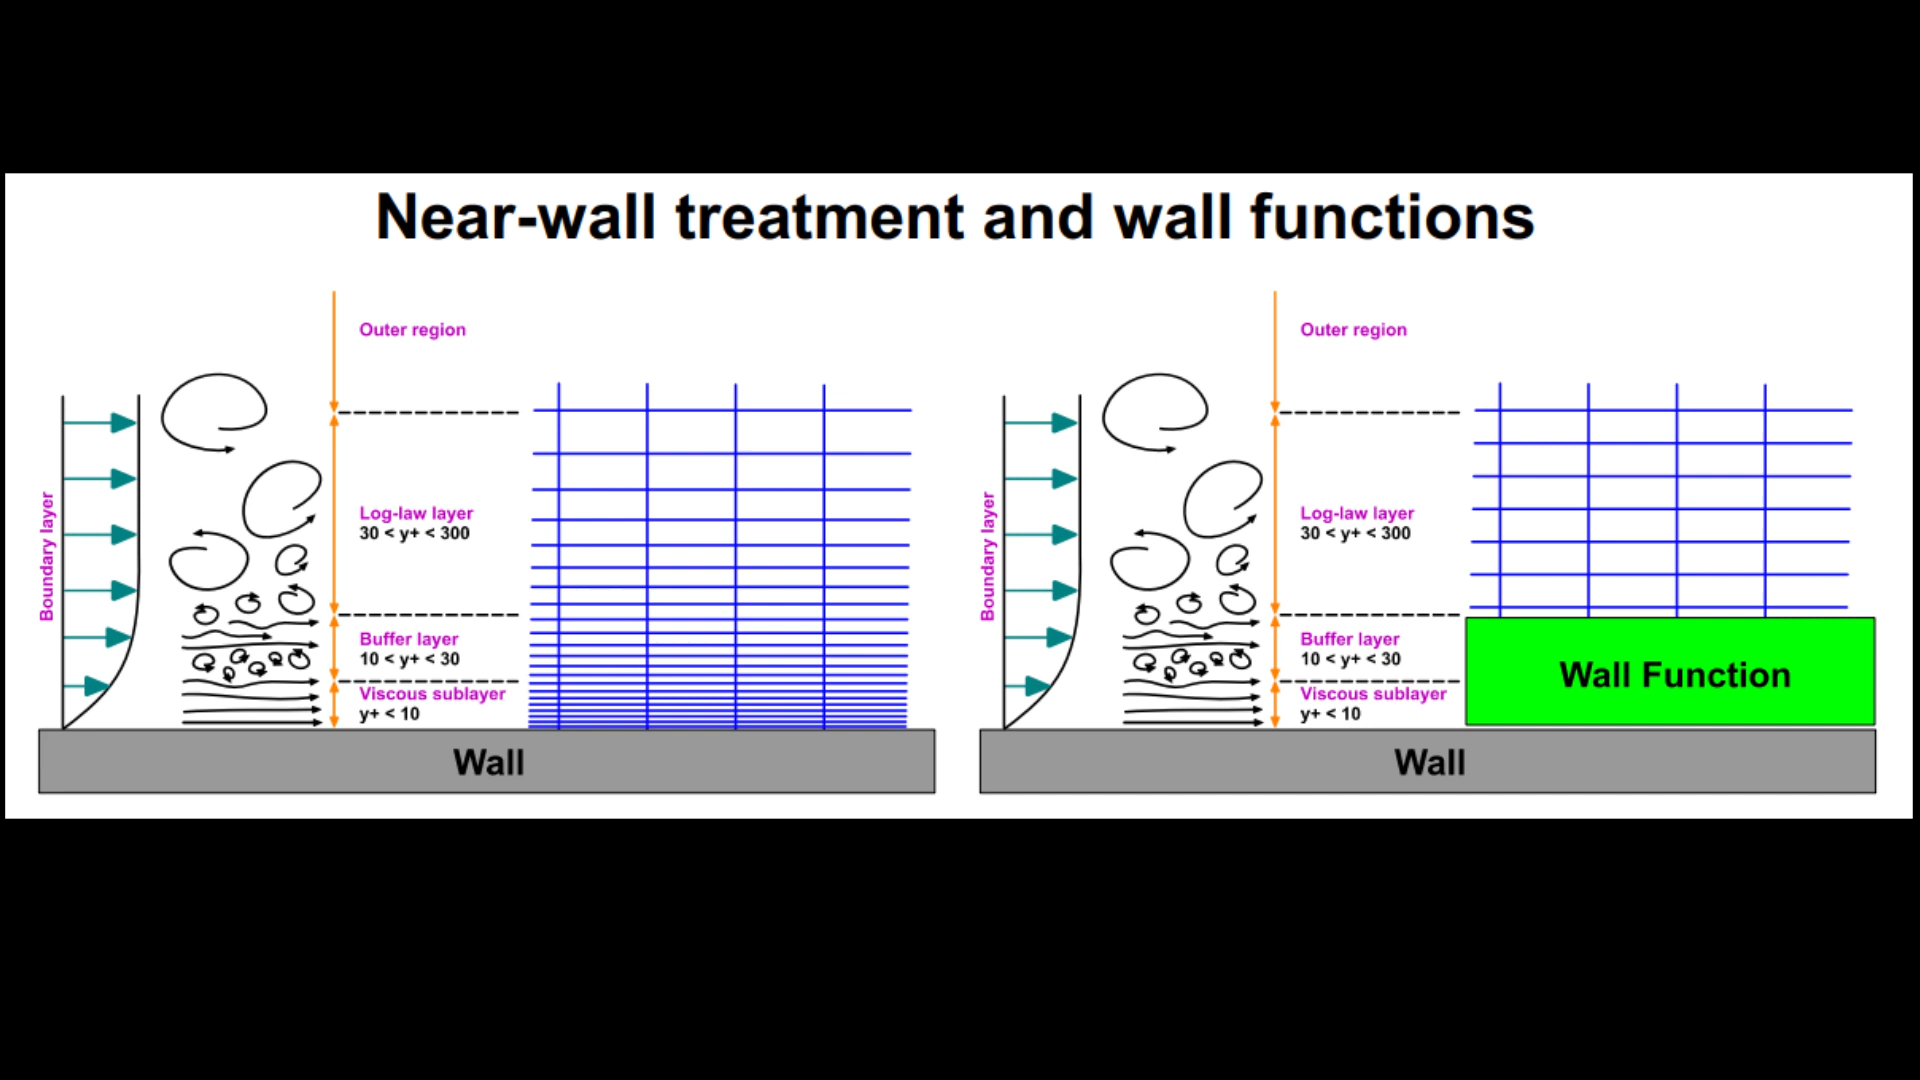 Near-wall treatment and wall functions
Boundary layer
Outer region
Log-law layer
30 < y+ < 300
Buffer layer
10 < y+ < 30
Viscous sublayer
y+ < 10
Wall
Boundary layer
Outer region
Log-law layer
30 < y+ < 300
Buffer layer
10 < y+ < 30
Viscous sublayer
y+ < 10
Wall Function
Wall